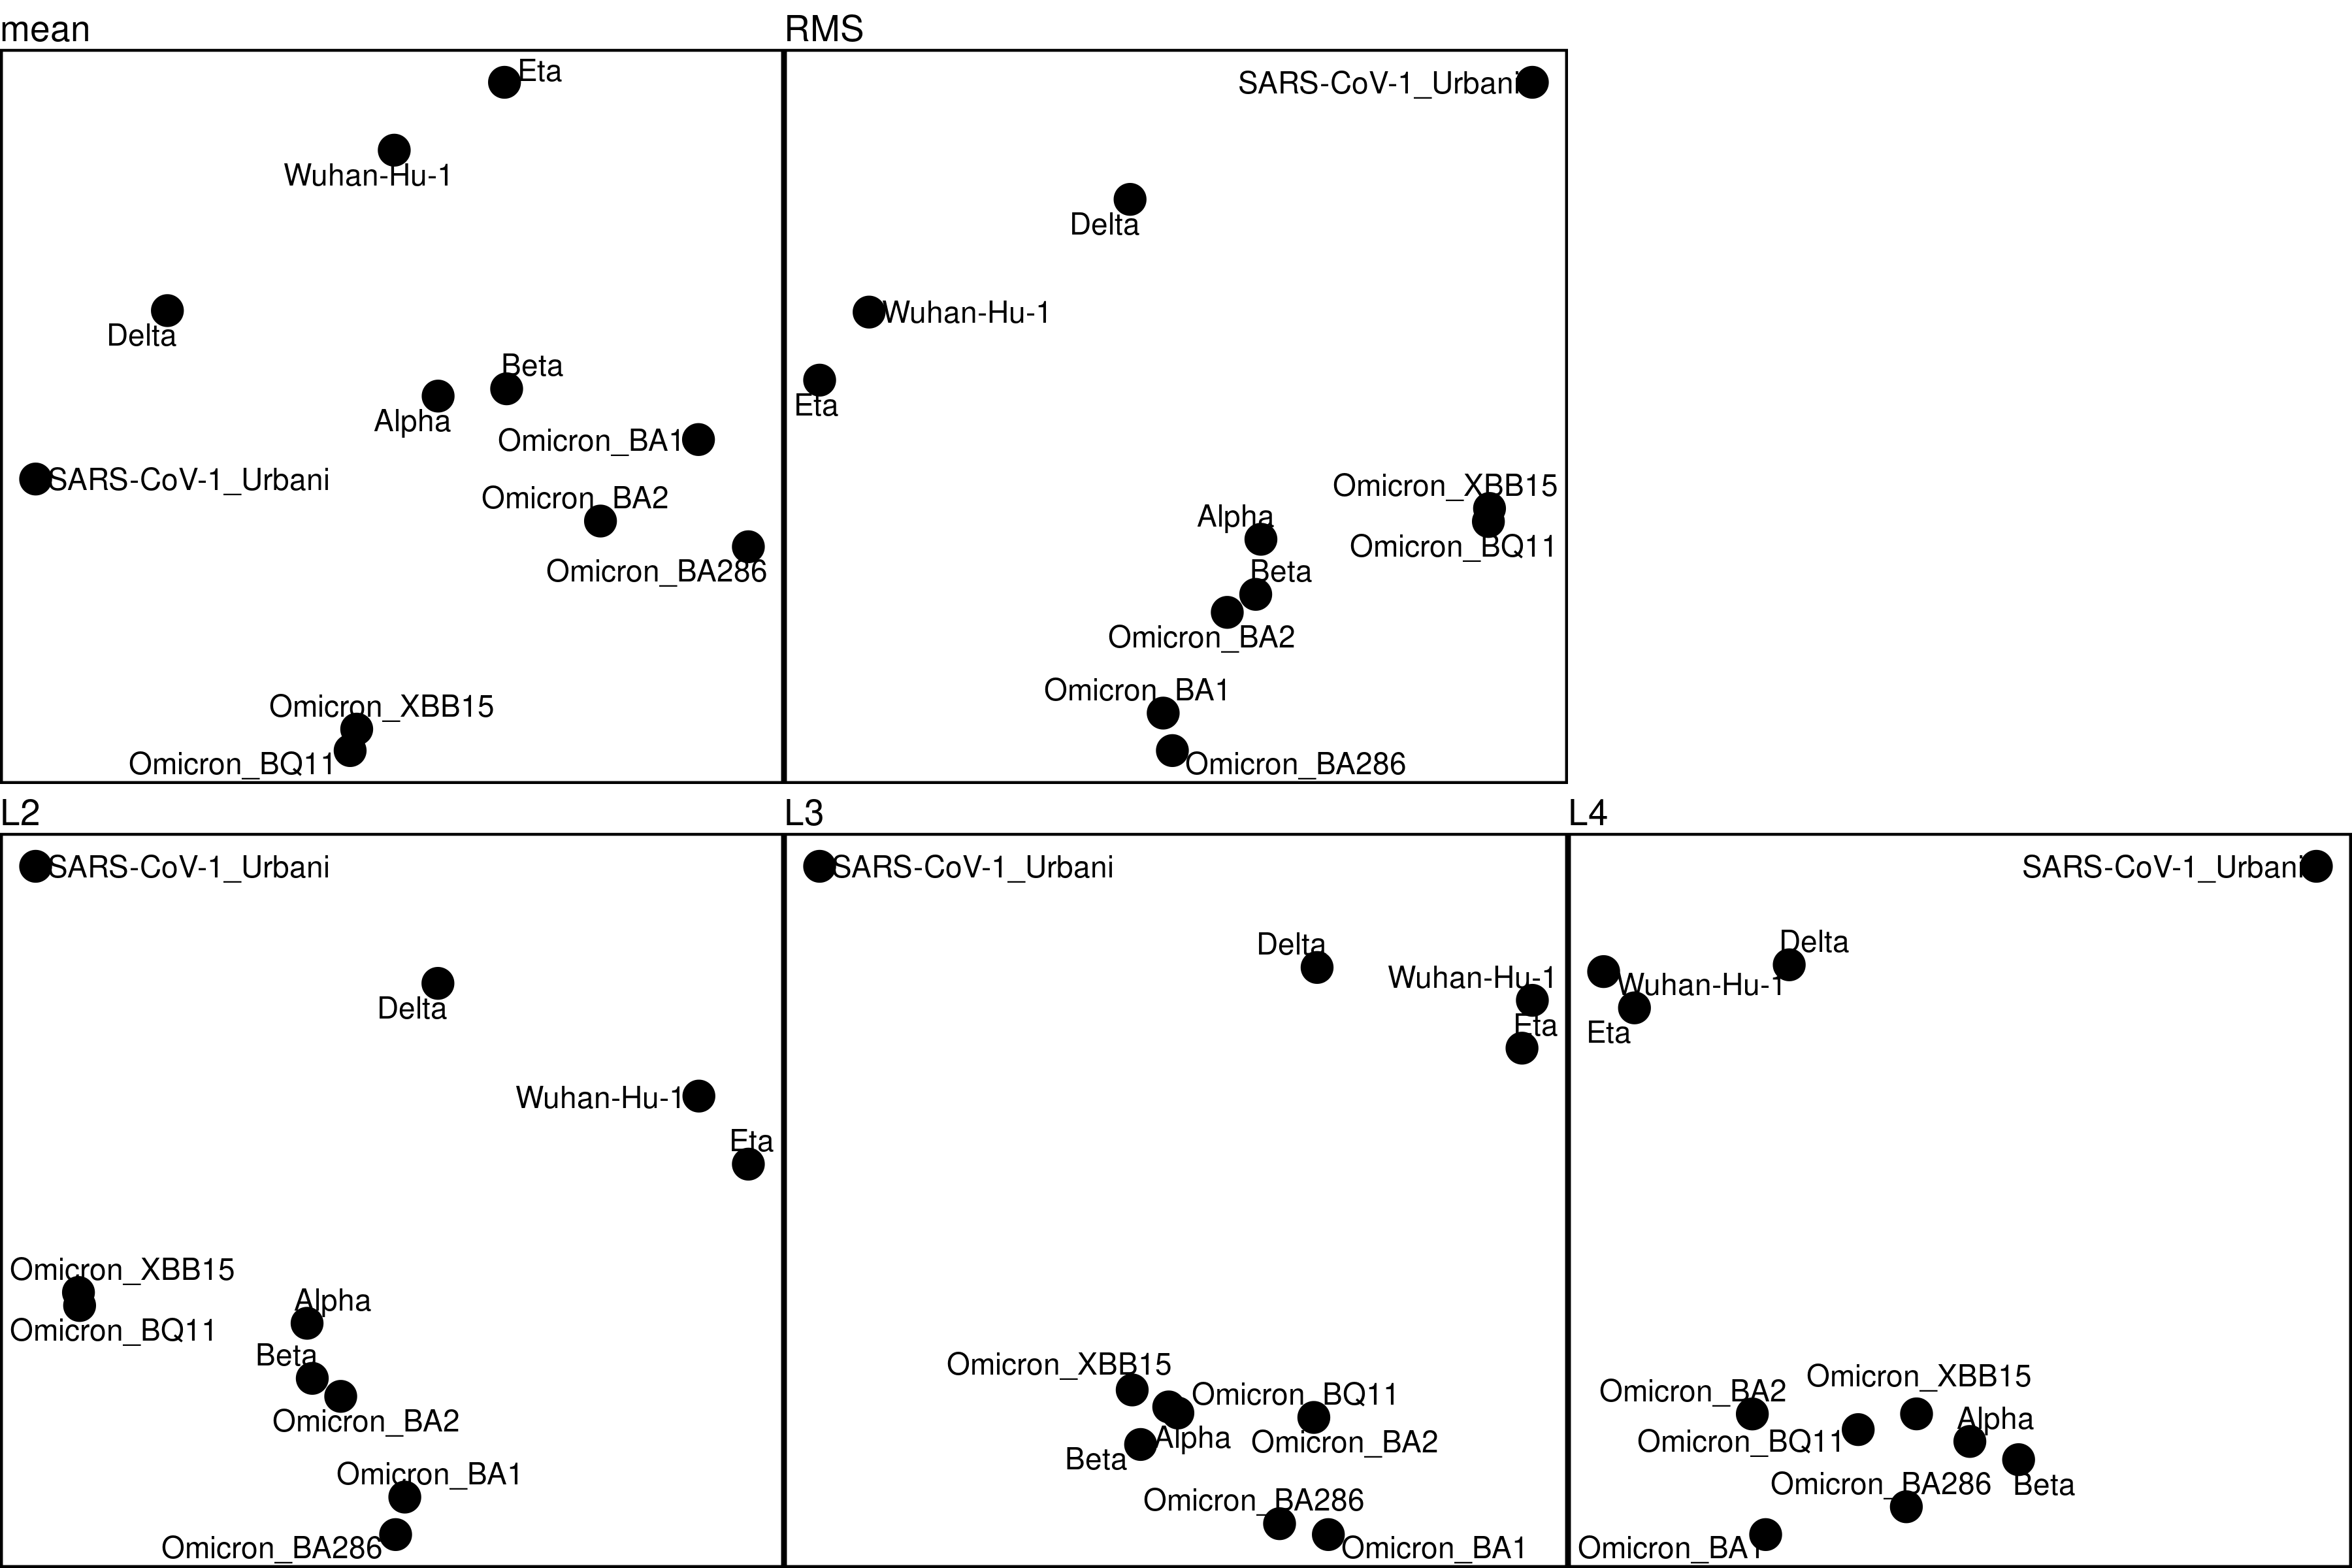 mean
Eta
Wuhan-Hu-1
Delta
Beta
Alpha
Omicron_BA1
SARS-CoV-1_Urbani
Omicron_BA2
Omicron_BA286
Omicron_XBB15
Omicron_BQ11
RMS
SARS-CoV-1_Urbani
Delta
Wuhan-Hu-1
Eta
Omicron_XBB15
Alpha
Omicron_BQ11
Beta
Omicron_BA2
Omicron_BA1
Omicron_BA286
L2
SARS-CoV-1_Urbani
Delta
Wuhan-Hu-1
Eta
Omicron_XBB15
Alpha
Omicron_BQ11
Beta
Omicron_BA2
Omicron_BA1
Omicron_BA286
L3
SARS-CoV-1_Urbani
Delta
Wuhan-Hu-1
Eta
Omicron_XBB15
Omicron_BQ11
Alpha
Omicron_BA2
Beta
Omicron_BA286
Omicron_BA1
L4
SARS-CoV-1_Urbani
Delta
Wuhan-Hu-1
Eta
Omicron_XBB15
Omicron_BA2
Alpha
Omicron_BQ11
Omicron_BA286
Beta
Omicron_BA1